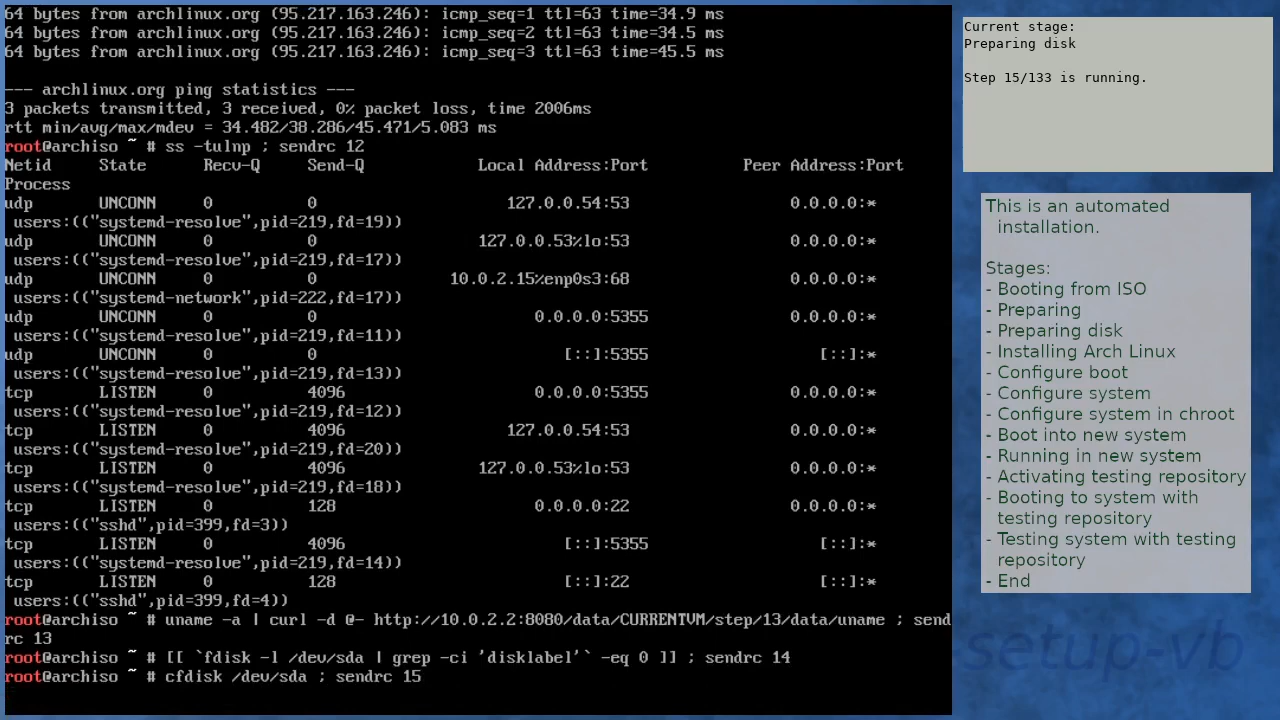 64 bytes from archlinux.org (95.217.163.246): icmp_seq=1 ttl=63 time=34.9 ms
64 bytes from archlinux.org (95.217.163.246): icmp_seq=2 ttl=63 time=34.5 ms
64 bytes from archlinux.org (95.217.163.246): icmp_seq=3 ttl=63 time=45.5 ms
--- archlinux.org ping statistics ---
3 packets transmitted, 3 received, 0% packet loss, time 2006ms
rtt min/avg/max/mdev = 34.482/38.286/45.471/5.083 ms
root@archiso ~ # ss -tulnp ; sendrc 12
Netid State Recv-Q Send-Q Local Address:Port Peer Address:Port
Process
udp UNCONN 0 0 127.0.0.54:53 0.0.0.0:*
users:(("systemd-resolve",pid=219,fd=19))
udp UNCONN 0 0 127.0.0.53%lo:53 0.0.0.0:*
users:(("systemd-resolve",pid=219,fd=17))
udp UNCONN 0 0 10.0.2.15%enp0s3:68 0.0.0.0:*
users:(("systemd-network",pid=222,fd=17))
udp UNCONN 0 0 0.0.0.0:5355 0.0.0.0:*
users:(("systemd-resolve",pid=219,fd=11))
udp UNCONN 0 0 [::]:5355 [::]:*
users:(("systemd-resolve",pid=219,fd=13))
tcp LISTEN 0 4096 0.0.0.0:5355 0.0.0.0:*
users:(("systemd-resolve",pid=219,fd=12))
tcp LISTEN 0 4096 127.0.0.54:53 0.0.0.0:*
users:(("systemd-resolve",pid=219,fd=20))
tcp LISTEN 0 4096 127.0.0.53%lo:53 0.0.0.0:*
users:(("systemd-resolve",pid=219,fd=18))
tcp LISTEN 0 128 0.0.0.0:22 0.0.0.0:*
users:(("sshd",pid=399,fd=3))
tcp LISTEN 0 4096 [::]:5355 [::]:*
users:(("systemd-resolve",pid=219,fd=14))
tcp LISTEN 0 128 [::]:22 [::]:*
users:(("sshd",pid=399,fd=4))
root@archiso ~ # uname -a | curl -d @- http://10.0.2.2:8080/data/CURRENTVM/step/13/data/uname ; send
rc 13
root@archiso ~ # [[ `fdisk -l /dev/sda | grep -ci 'disklabel'` -eq 0 ]] ; sendrc 14
root@archiso ~ # cfdisk /dev/sda ; sendrc 15
Current stage:
Preparing disk
Step 15/133 is running.
This is an automated
installation.
Stages:
- Booting from ISO
- Preparing
- Preparing disk
- Installing Arch Linux
- Configure boot
- Configure system
- Configure system in chroot
- Boot into new system
- Running in new system
- Activating testing repository
- Booting to system with
testing repository
- Testing system with testing
repository
- End
setup-vb